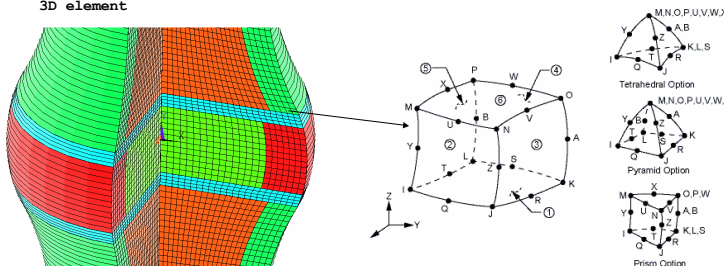 3D element
M,N,O,P,U,V,W,X
Y
A,B
Z
K,L,S
I
T
R
Q
J
Tetrahedral Option
M,N,O,P,U,V,W,
Y
B
Z
A
T
L
S
K
I
R
Q
J
Pyramid Option
X
M
O,P,W
Y
U
N
V
A,B
Z
I
T
K,L,S
R
Q
J
Prism Option
P
5
X
W
4
6
O
M
U
B
V
N
Y
2
3
A
L
S
T
Z
I
K
Q
R
J
1
Z
Y